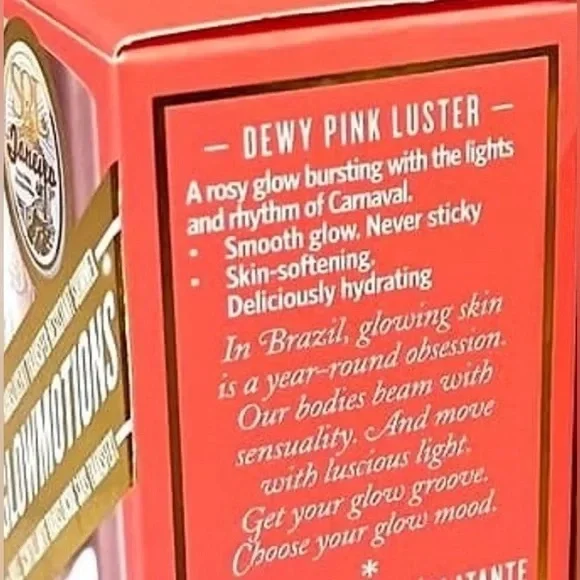 — DEWY PINK LUSTER —
A rosy glow bursting with the lights
and rhythm of Carnaval.
• Smooth glow. Never sticky
• Skin-softening.
Deliciously hydrating
In Brazil, glowing skin
is a year-round obsession.
Our bodies beam with
sensuality. And move
with luscious light.
Get your glow groove.
Choose your glow mood.
*
SOL
Janeiro
GLOWMOTIONS